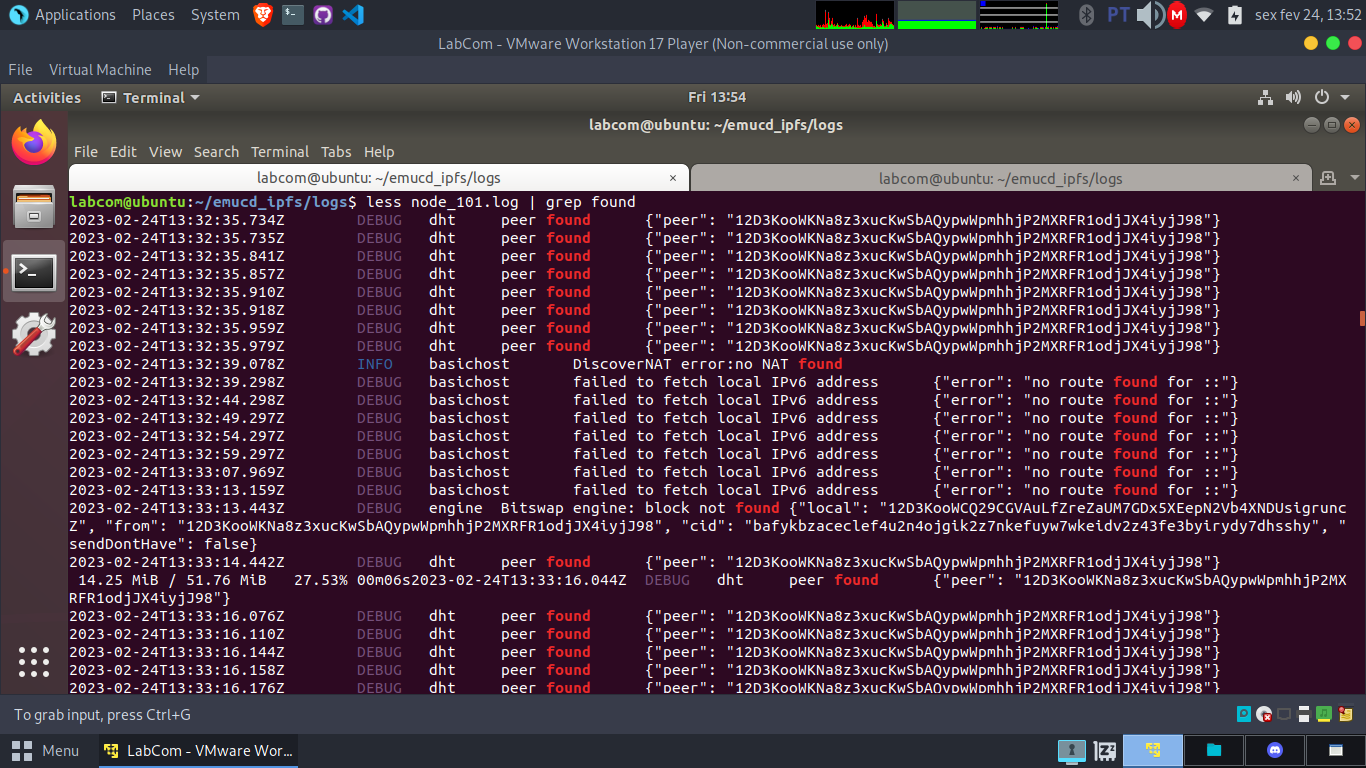 Applications Places System PT M sex fev 24, 13:52
LabCom - VMware Workstation 17 Player (Non-commercial use only)
File Virtual Machine Help
Activities Terminal Fri 13:54
labcom@ubuntu: ~/emucd_ipfs/logs
File Edit View Search Terminal Tabs Help
labcom@ubuntu: ~/emucd_ipfs/logs × labcom@ubuntu: ~/emucd_ipfs/logs ×
labcom@ubuntu:~/emucd_ipfs/logs$ less node_101.log | grep found
2023-02-24T13:32:35.734Z DEBUG dht peer found {"peer": "12D3KooWKNa8z3xucKwSbAQypwWpmhhjP2MXRFR1odjJX4iyjJ98"}
2023-02-24T13:32:35.735Z DEBUG dht peer found {"peer": "12D3KooWKNa8z3xucKwSbAQypwWpmhhjP2MXRFR1odjJX4iyjJ98"}
2023-02-24T13:32:35.841Z DEBUG dht peer found {"peer": "12D3KooWKNa8z3xucKwSbAQypwWpmhhjP2MXRFR1odjJX4iyjJ98"}
2023-02-24T13:32:35.857Z DEBUG dht peer found {"peer": "12D3KooWKNa8z3xucKwSbAQypwWpmhhjP2MXRFR1odjJX4iyjJ98"}
2023-02-24T13:32:35.910Z DEBUG dht peer found {"peer": "12D3KooWKNa8z3xucKwSbAQypwWpmhhjP2MXRFR1odjJX4iyjJ98"}
2023-02-24T13:32:35.918Z DEBUG dht peer found {"peer": "12D3KooWKNa8z3xucKwSbAQypwWpmhhjP2MXRFR1odjJX4iyjJ98"}
2023-02-24T13:32:35.959Z DEBUG dht peer found {"peer": "12D3KooWKNa8z3xucKwSbAQypwWpmhhjP2MXRFR1odjJX4iyjJ98"}
2023-02-24T13:32:35.979Z DEBUG dht peer found {"peer": "12D3KooWKNa8z3xucKwSbAQypwWpmhhjP2MXRFR1odjJX4iyjJ98"}
2023-02-24T13:32:39.078Z INFO basichost DiscoverNAT error:no NAT found
2023-02-24T13:32:39.298Z DEBUG basichost failed to fetch local IPv6 address {"error": "no route found for ::"}
2023-02-24T13:32:44.298Z DEBUG basichost failed to fetch local IPv6 address {"error": "no route found for ::"}
2023-02-24T13:32:49.297Z DEBUG basichost failed to fetch local IPv6 address {"error": "no route found for ::"}
2023-02-24T13:32:54.297Z DEBUG basichost failed to fetch local IPv6 address {"error": "no route found for ::"}
2023-02-24T13:32:59.297Z DEBUG basichost failed to fetch local IPv6 address {"error": "no route found for ::"}
2023-02-24T13:33:07.969Z DEBUG basichost failed to fetch local IPv6 address {"error": "no route found for ::"}
2023-02-24T13:33:13.159Z DEBUG basichost failed to fetch local IPv6 address {"error": "no route found for ::"}
2023-02-24T13:33:13.443Z DEBUG engine Bitswap engine: block not found {"local": "12D3KooWCQ29CGVAuLfZreZaUM7GDx5XEepN2Vb4XNDUsigrunc
Z", "from": "12D3KooWKNa8z3xucKwSbAQypwWpmhhjP2MXRFR1odjJX4iyjJ98", "cid": "bafykbzaceclef4u2n4ojgik2z7nkefuyw7wkeidv2z43fe3byirydy7dhsshy", "
sendDontHave": false}
2023-02-24T13:33:14.442Z DEBUG dht peer found {"peer": "12D3KooWKNa8z3xucKwSbAQypwWpmhhjP2MXRFR1odjJX4iyjJ98"}
14.25 MiB / 51.76 MiB 27.53% 00m06s2023-02-24T13:33:16.044Z DEBUG dht peer found {"peer": "12D3KooWKNa8z3xucKwSbAQypwWpmhhjP2MX
RFR1odjJX4iyjJ98"}
2023-02-24T13:33:16.076Z DEBUG dht peer found {"peer": "12D3KooWKNa8z3xucKwSbAQypwWpmhhjP2MXRFR1odjJX4iyjJ98"}
2023-02-24T13:33:16.110Z DEBUG dht peer found {"peer": "12D3KooWKNa8z3xucKwSbAQypwWpmhhjP2MXRFR1odjJX4iyjJ98"}
2023-02-24T13:33:16.144Z DEBUG dht peer found {"peer": "12D3KooWKNa8z3xucKwSbAQypwWpmhhjP2MXRFR1odjJX4iyjJ98"}
2023-02-24T13:33:16.158Z DEBUG dht peer found {"peer": "12D3KooWKNa8z3xucKwSbAQypwWpmhhjP2MXRFR1odjJX4iyjJ98"}
2023-02-24T13:33:16.176Z DEBUG dht peer found {"peer": "12D3KooWKNa8z3xucKwSbAQypwWpmhhjP2MXRFR1odjJX4iyjJ98"}
To grab input, press Ctrl+G
Menu LabCom - VMware Wor...